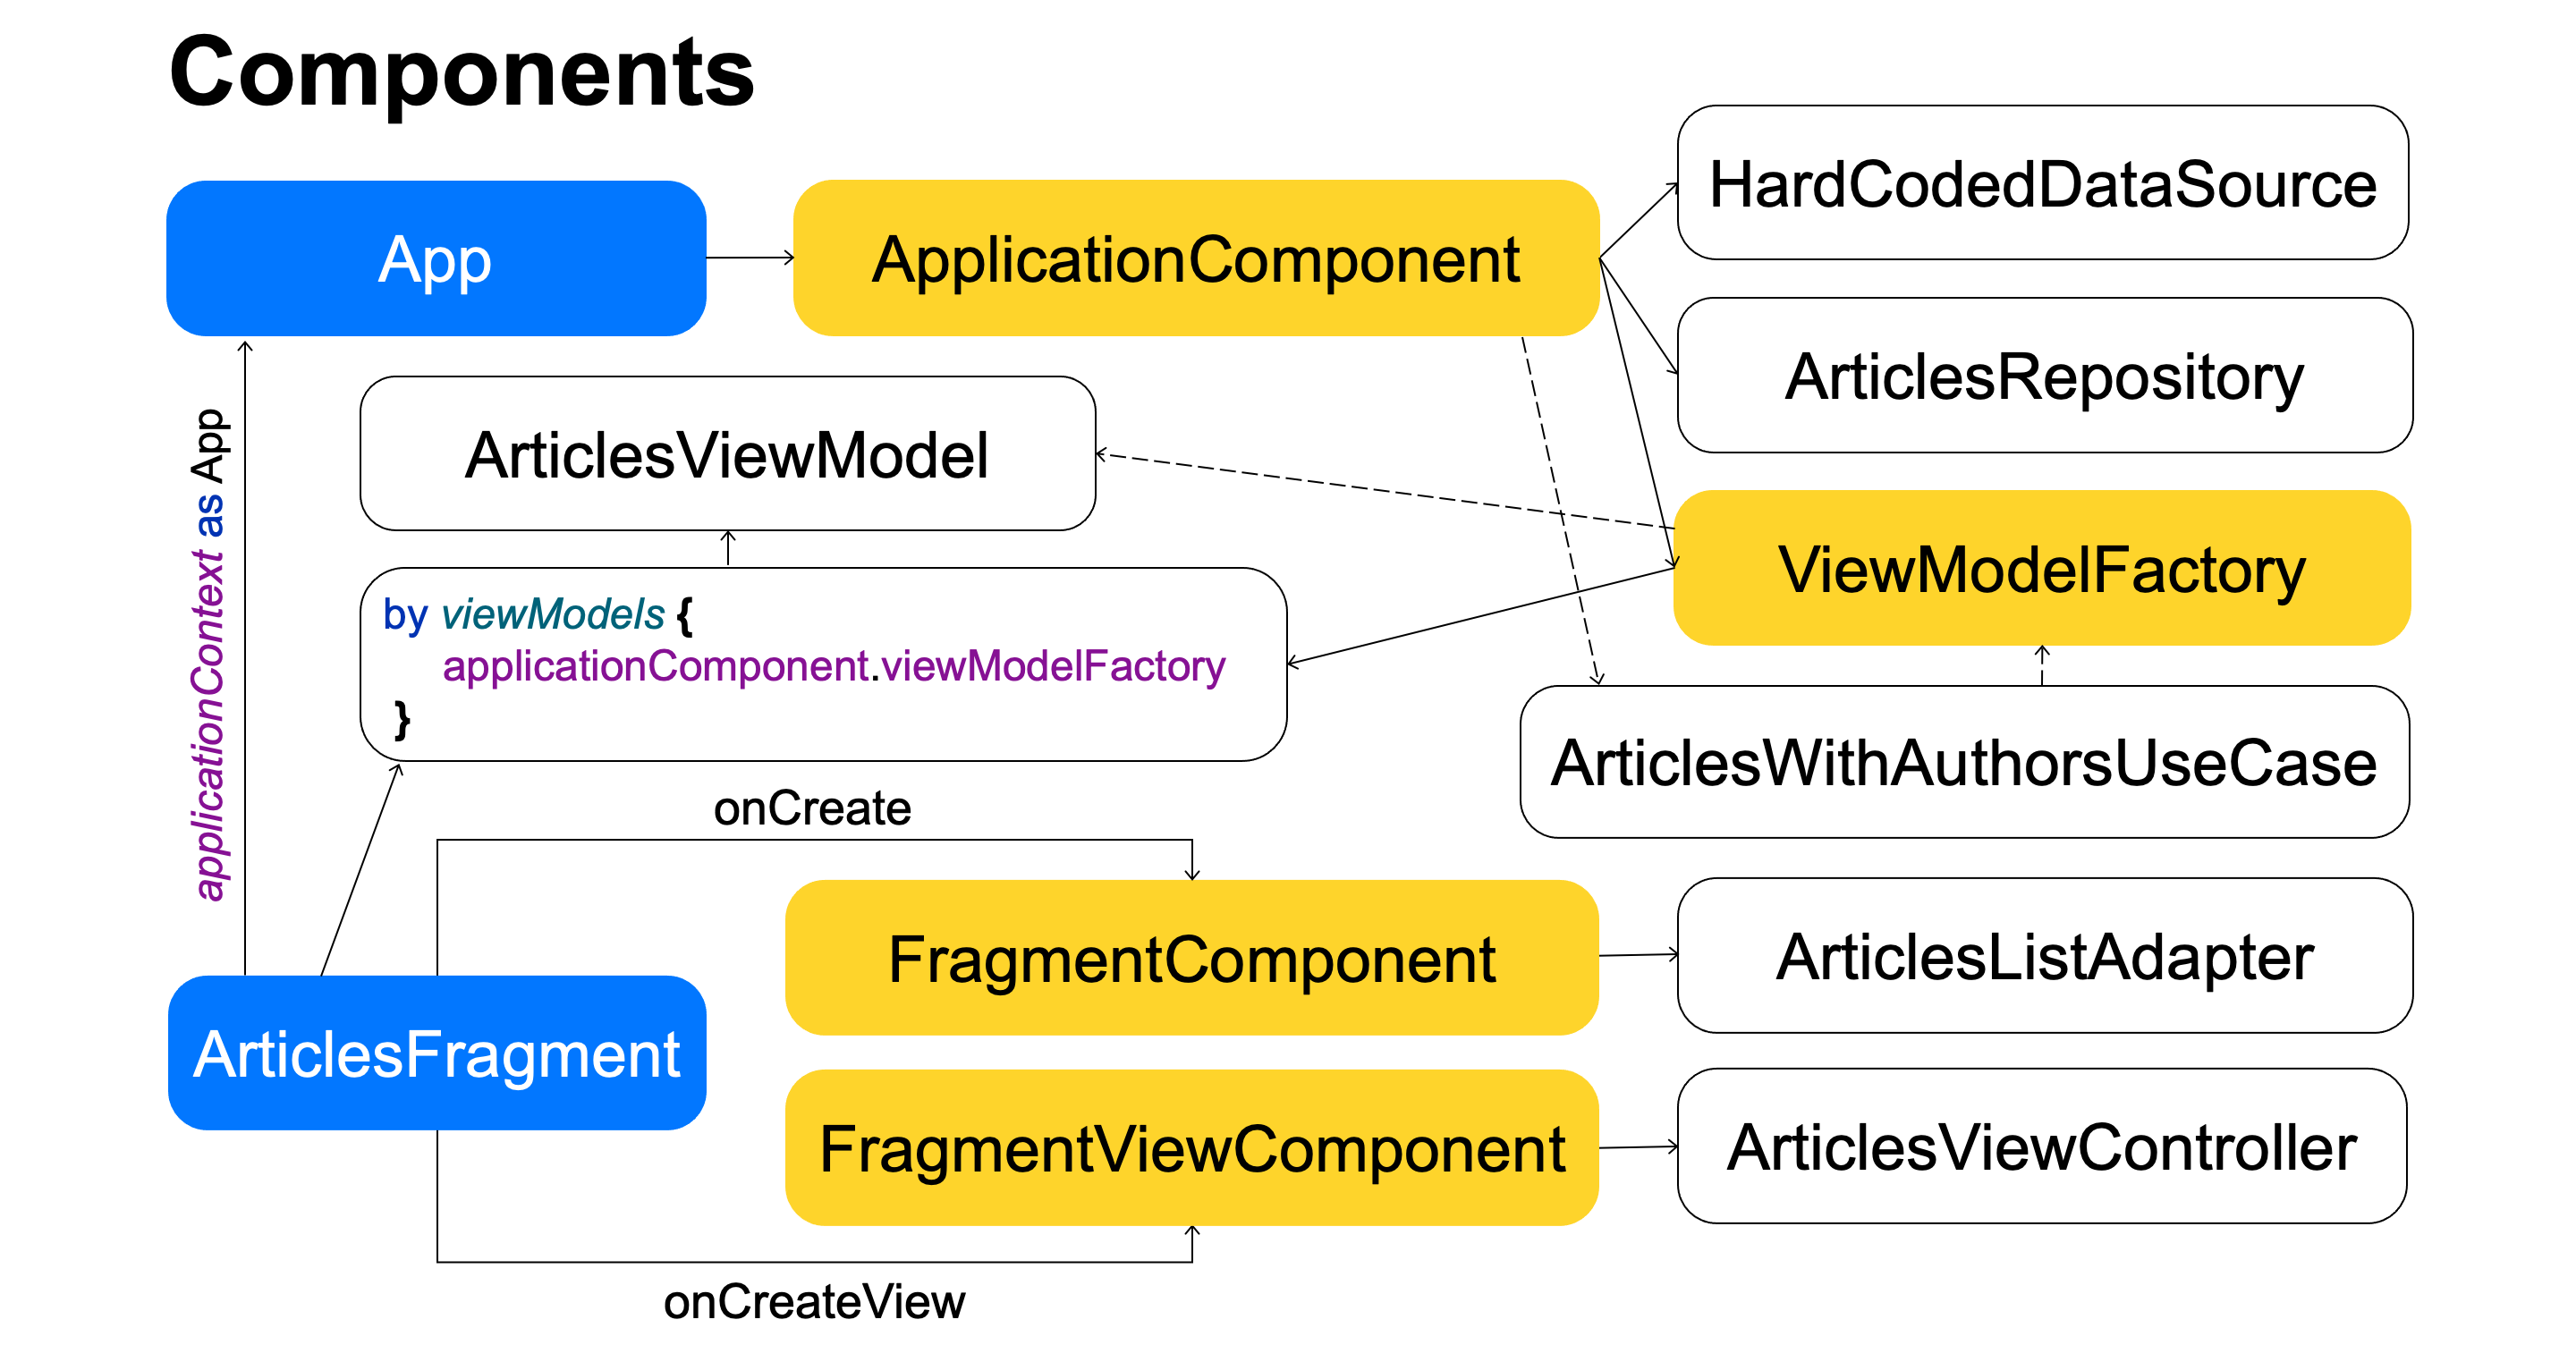 Components
App
ApplicationComponent
HardCodedDataSource
ArticlesRepository
ArticlesViewModel
ViewModelFactory
applicationContext as App
by viewModels {
applicationComponent.viewModelFactory
}
ArticlesWithAuthorsUseCase
onCreate
FragmentComponent
ArticlesListAdapter
ArticlesFragment
FragmentViewComponent
ArticlesViewController
onCreateView